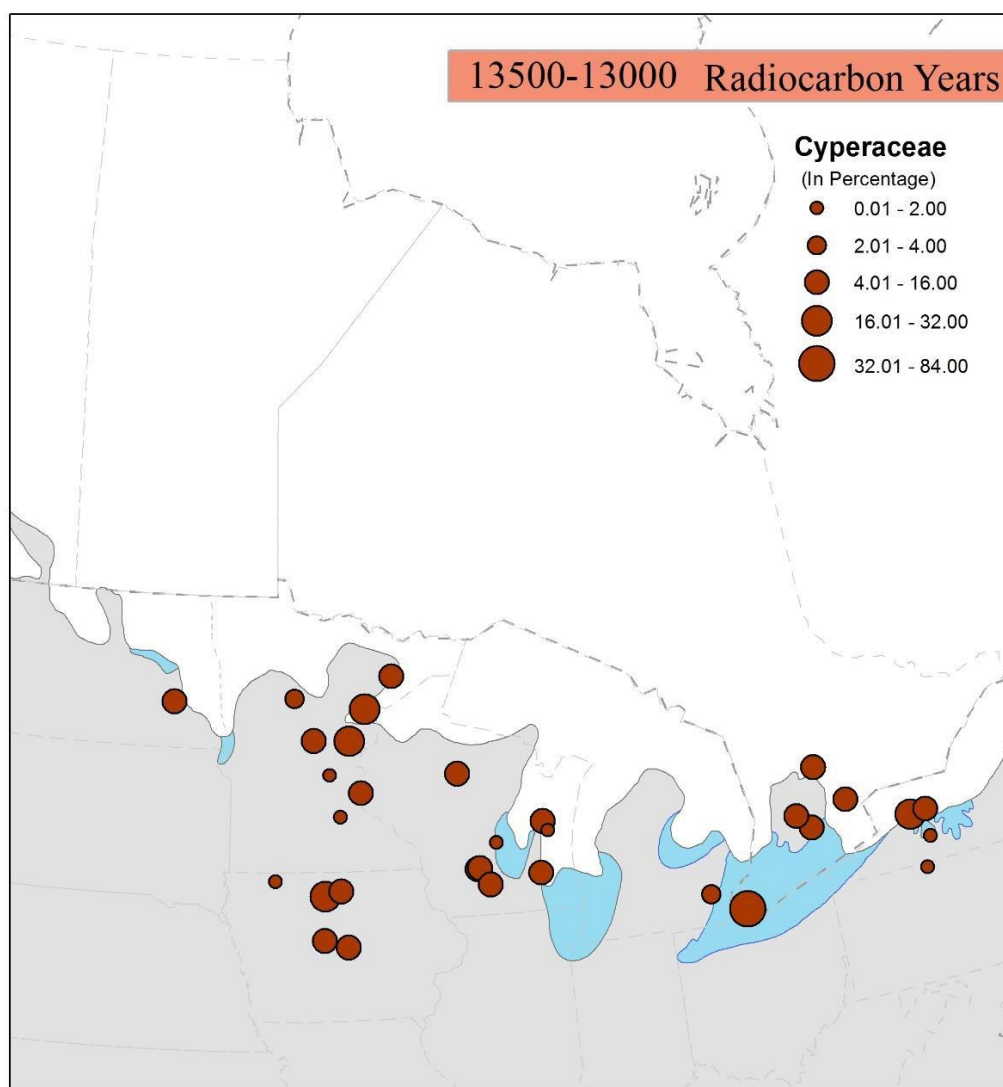 13500-13000 Radiocarbon Years
Cyperaceae
(In Percentage)
0.01 - 2.00
2.01 - 4.00
4.01 - 16.00
16.01 - 32.00
32.01 - 84.00